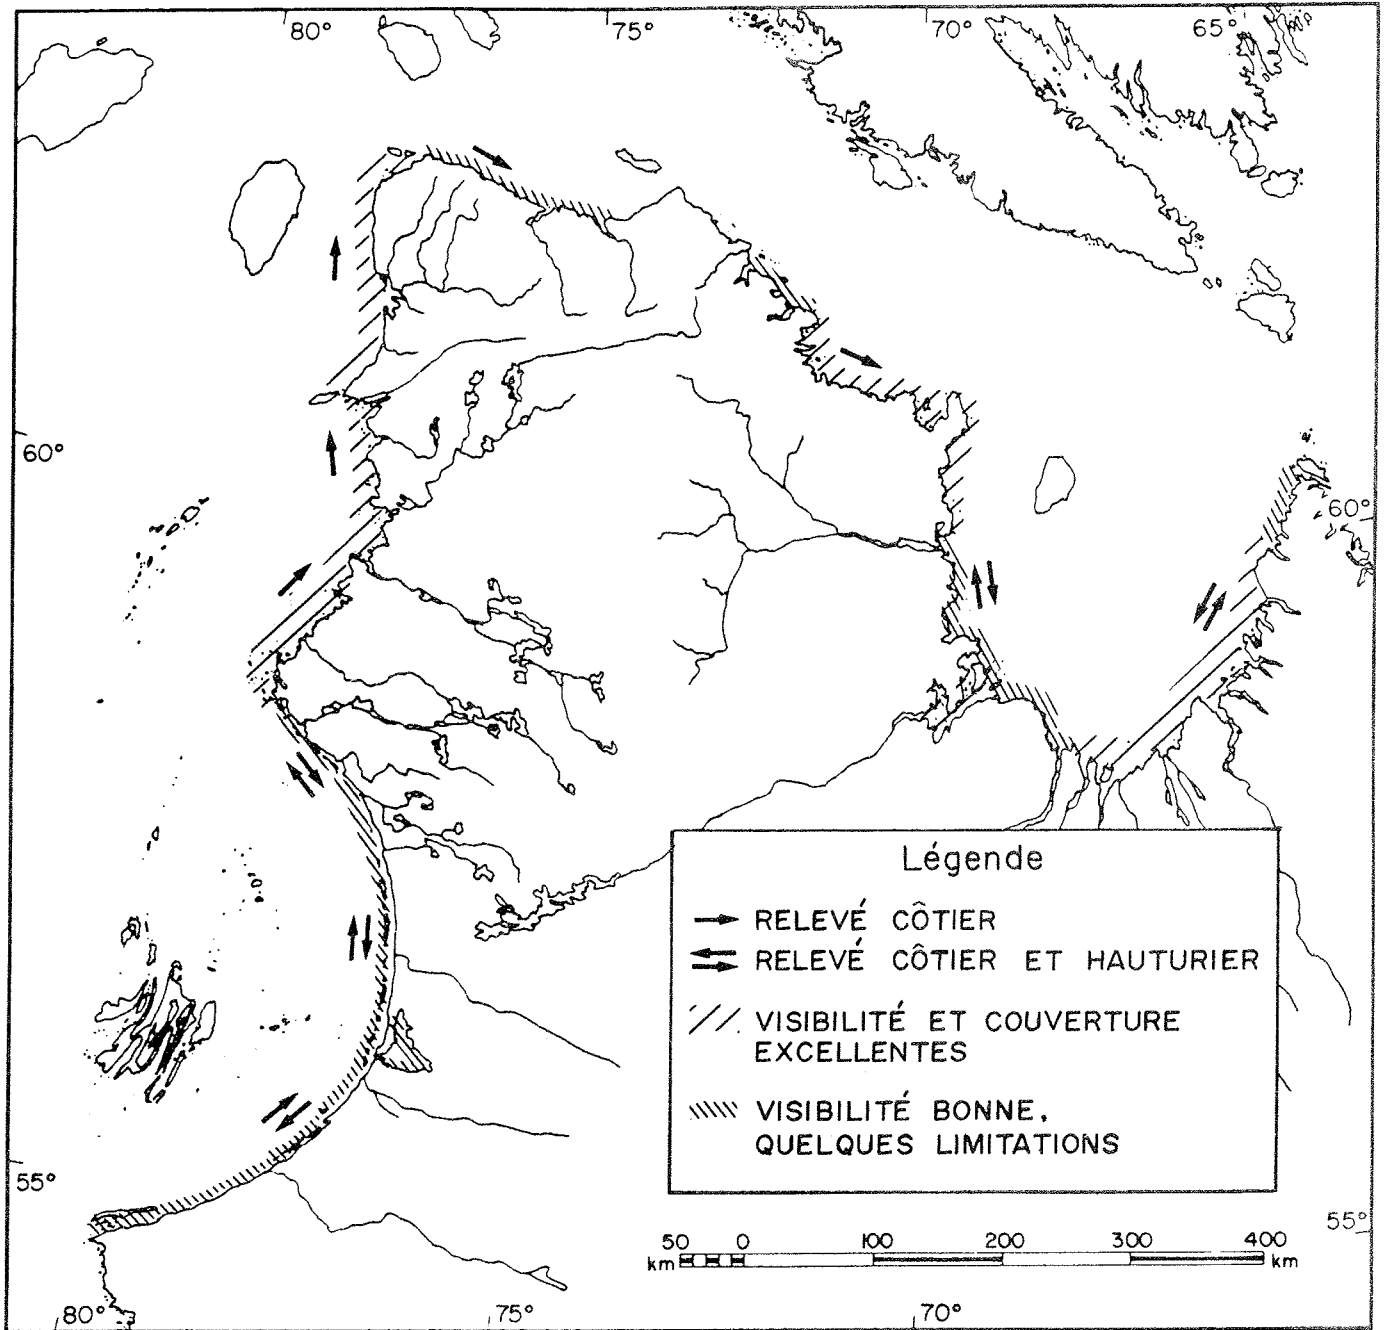 80°
75°
70°
65°
60°
60°
Légende
RELEVÉ CÔTIER
RELEVÉ CÔTIER ET HAUTURIER
VISIBILITÉ ET COUVERTURE
EXCELLENTES
VISIBILITÉ BONNE,
QUELQUES LIMITATIONS
55°
55°
50 0 100 200 300 400
km km
80°
75°
70°